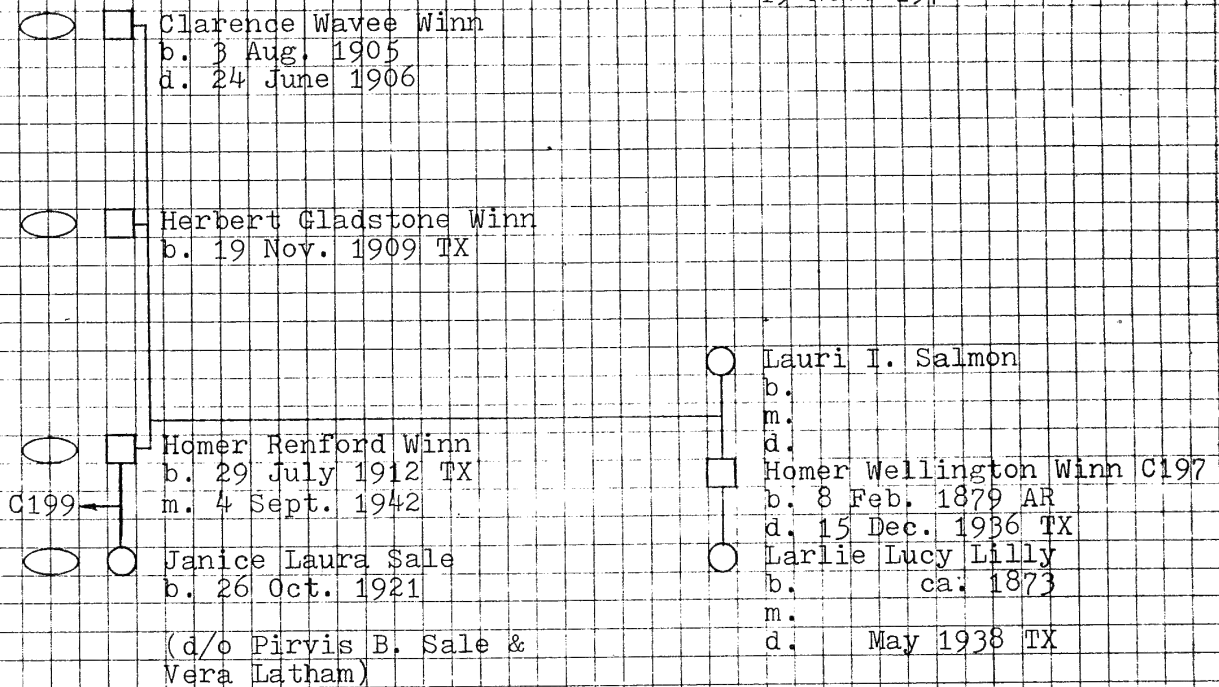 Clarence Wavee Winn
b. 3 Aug. 1905
d. 24 June 1906
Herbert Gladstone Winn
b. 19 Nov. 1909 TX
Lauri I. Salmon
b.
m.
d.
Homer Renford Winn
b. 29 July 1912 TX
m. 4 Sept. 1942
C199
Homer Wellington Winn C197
b. 8 Feb. 1879 AR
d. 15 Dec. 1936 TX
Janice Laura Sale
b. 26 Oct. 1921
(d/o Pirvis B. Sale &
Vera Latham)
Larlie Lucy Lilly
b. ca. 1873
m.
d. May 1938 TX